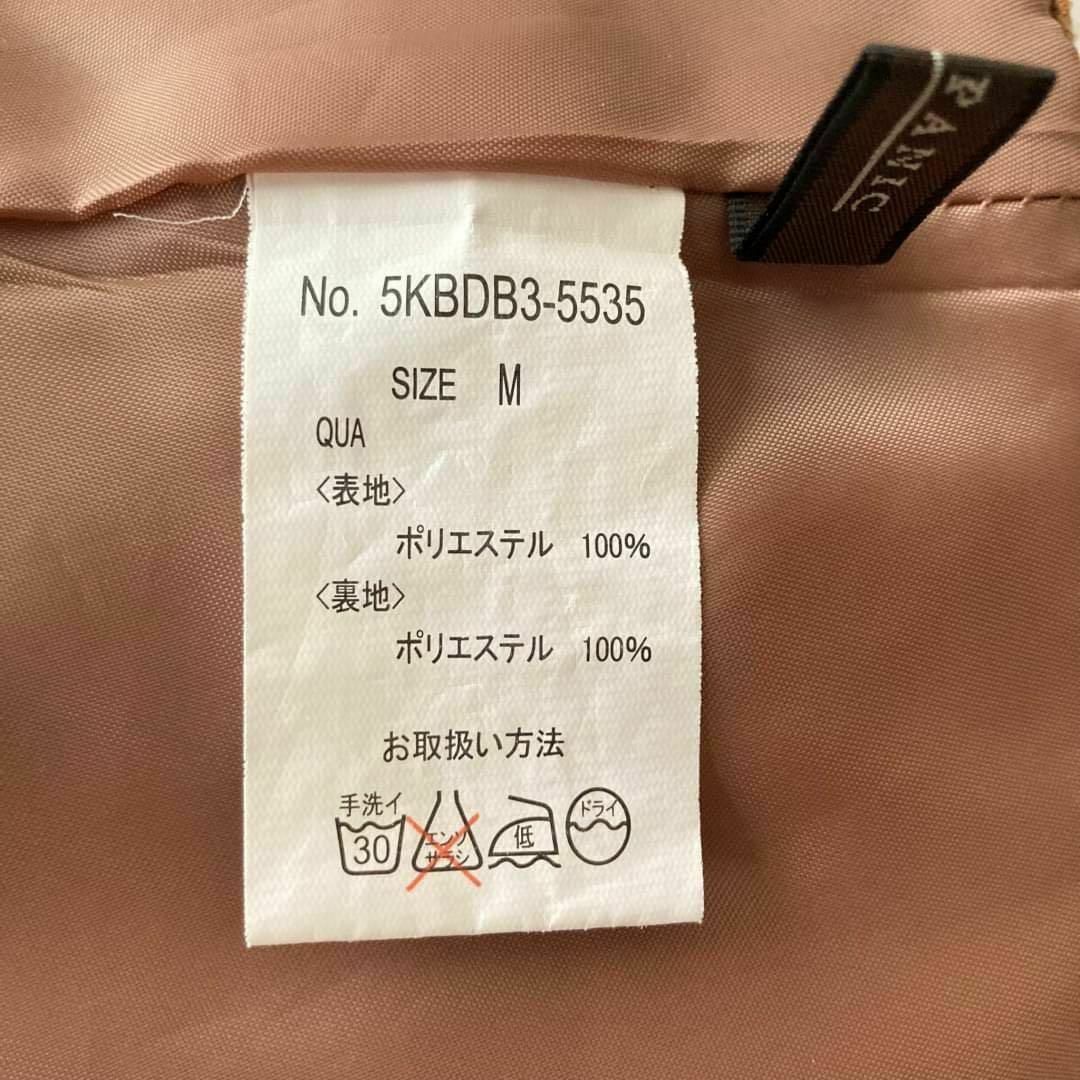 PANIC
No. 5KBDB3-5535
SIZE M
QUA
〈表地〉
ポリエステル 100%
〈裏地〉
ポリエステル 100%
お取扱い方法
手洗イ
30
エンソ
サラシ
低
ドライ